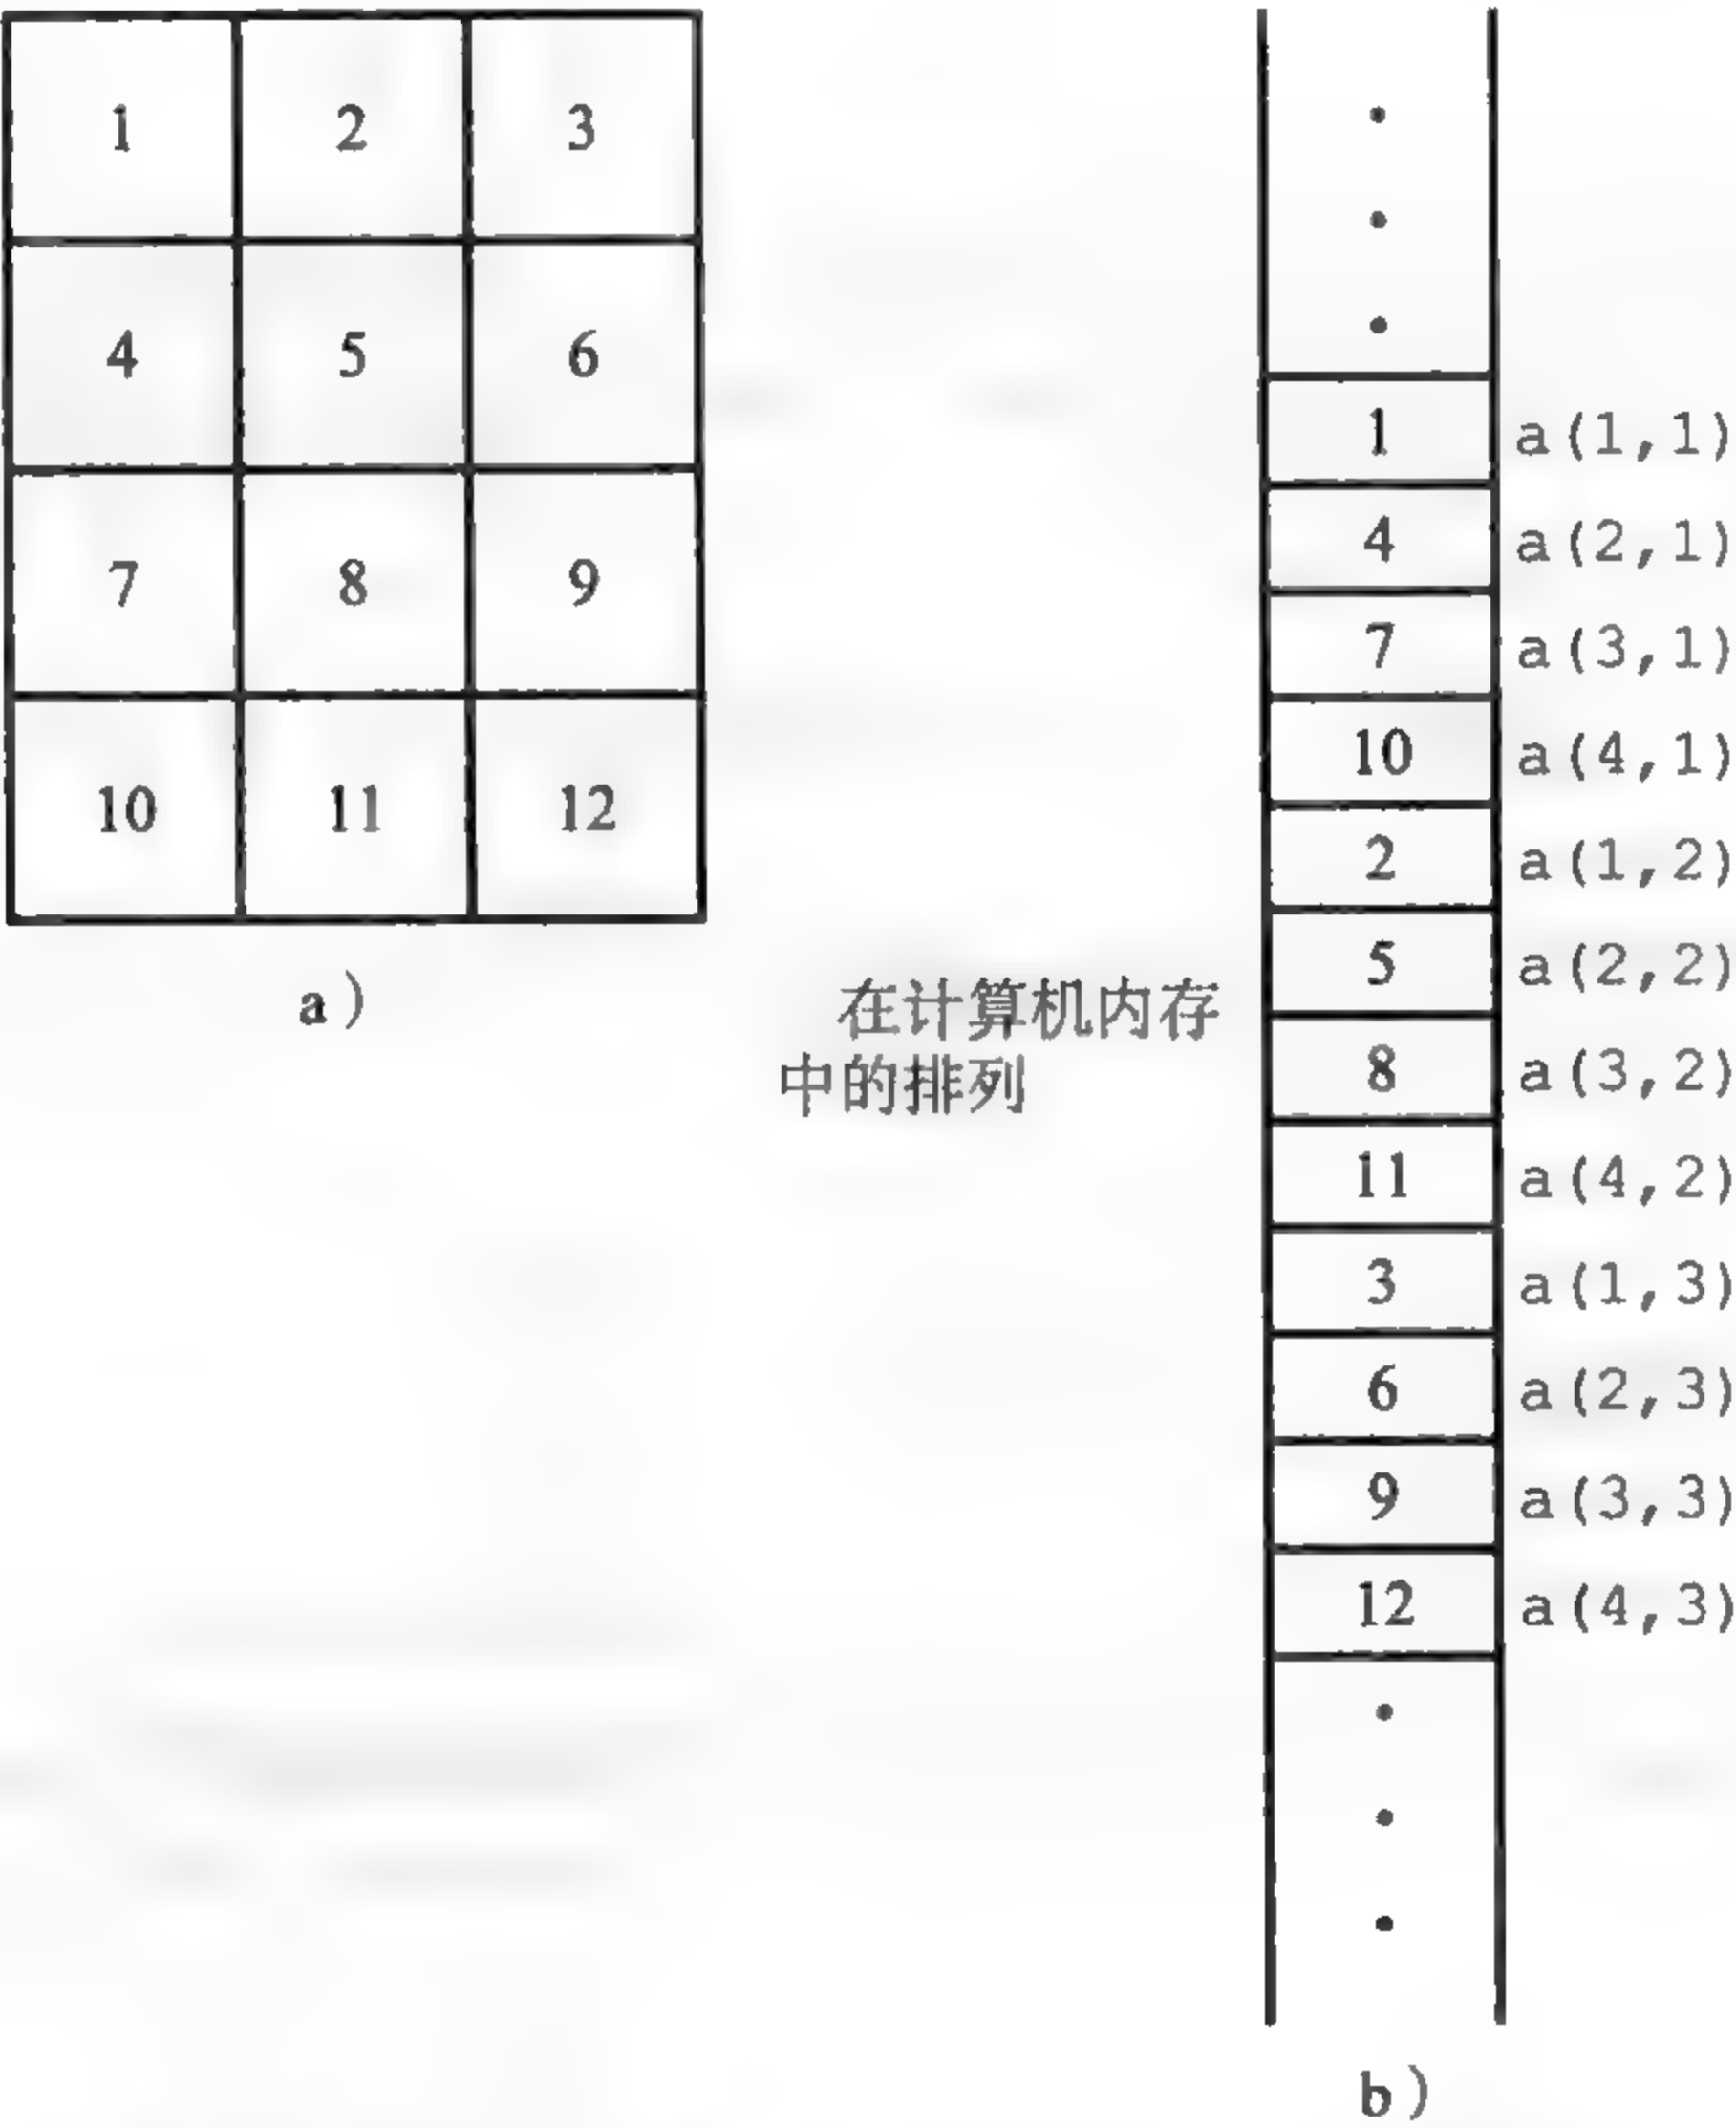 1 2 3
4 5 6
7 8 9
10 11 12
a)
在计算机内存
中的排列
1 a(1,1)
4 a(2,1)
7 a(3,1)
10 a(4,1)
2 a(1,2)
5 a(2,2)
8 a(3,2)
11 a(4,2)
3 a(1,3)
6 a(2,3)
9 a(3,3)
12 a(4,3)
b)